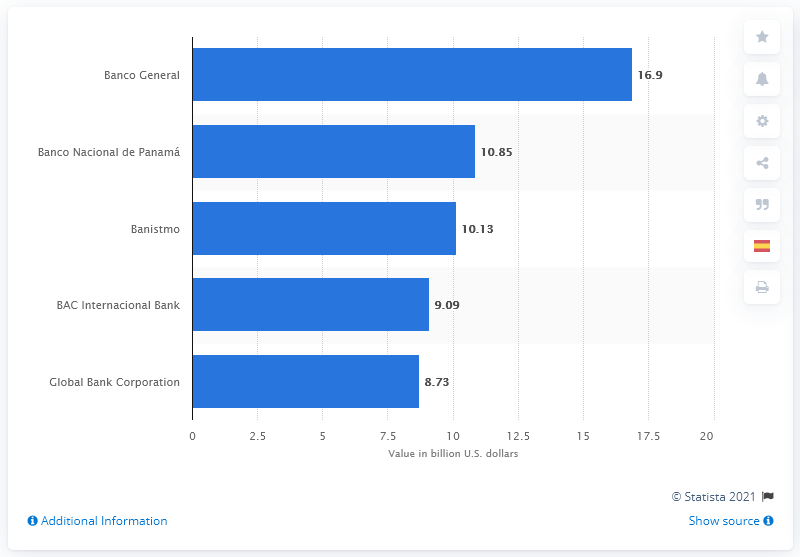 Banco General
16.9
Banco Nacional de Panamá
10.85
Banistmo
10.13
BAC Internacional Bank
9.09
Global Bank Corporation
8.73
0 2.5 5 7.5 10 12.5 15 17.5 20
Value in billion U.S. dollars
© Statista 2021
Additional Information
Show source